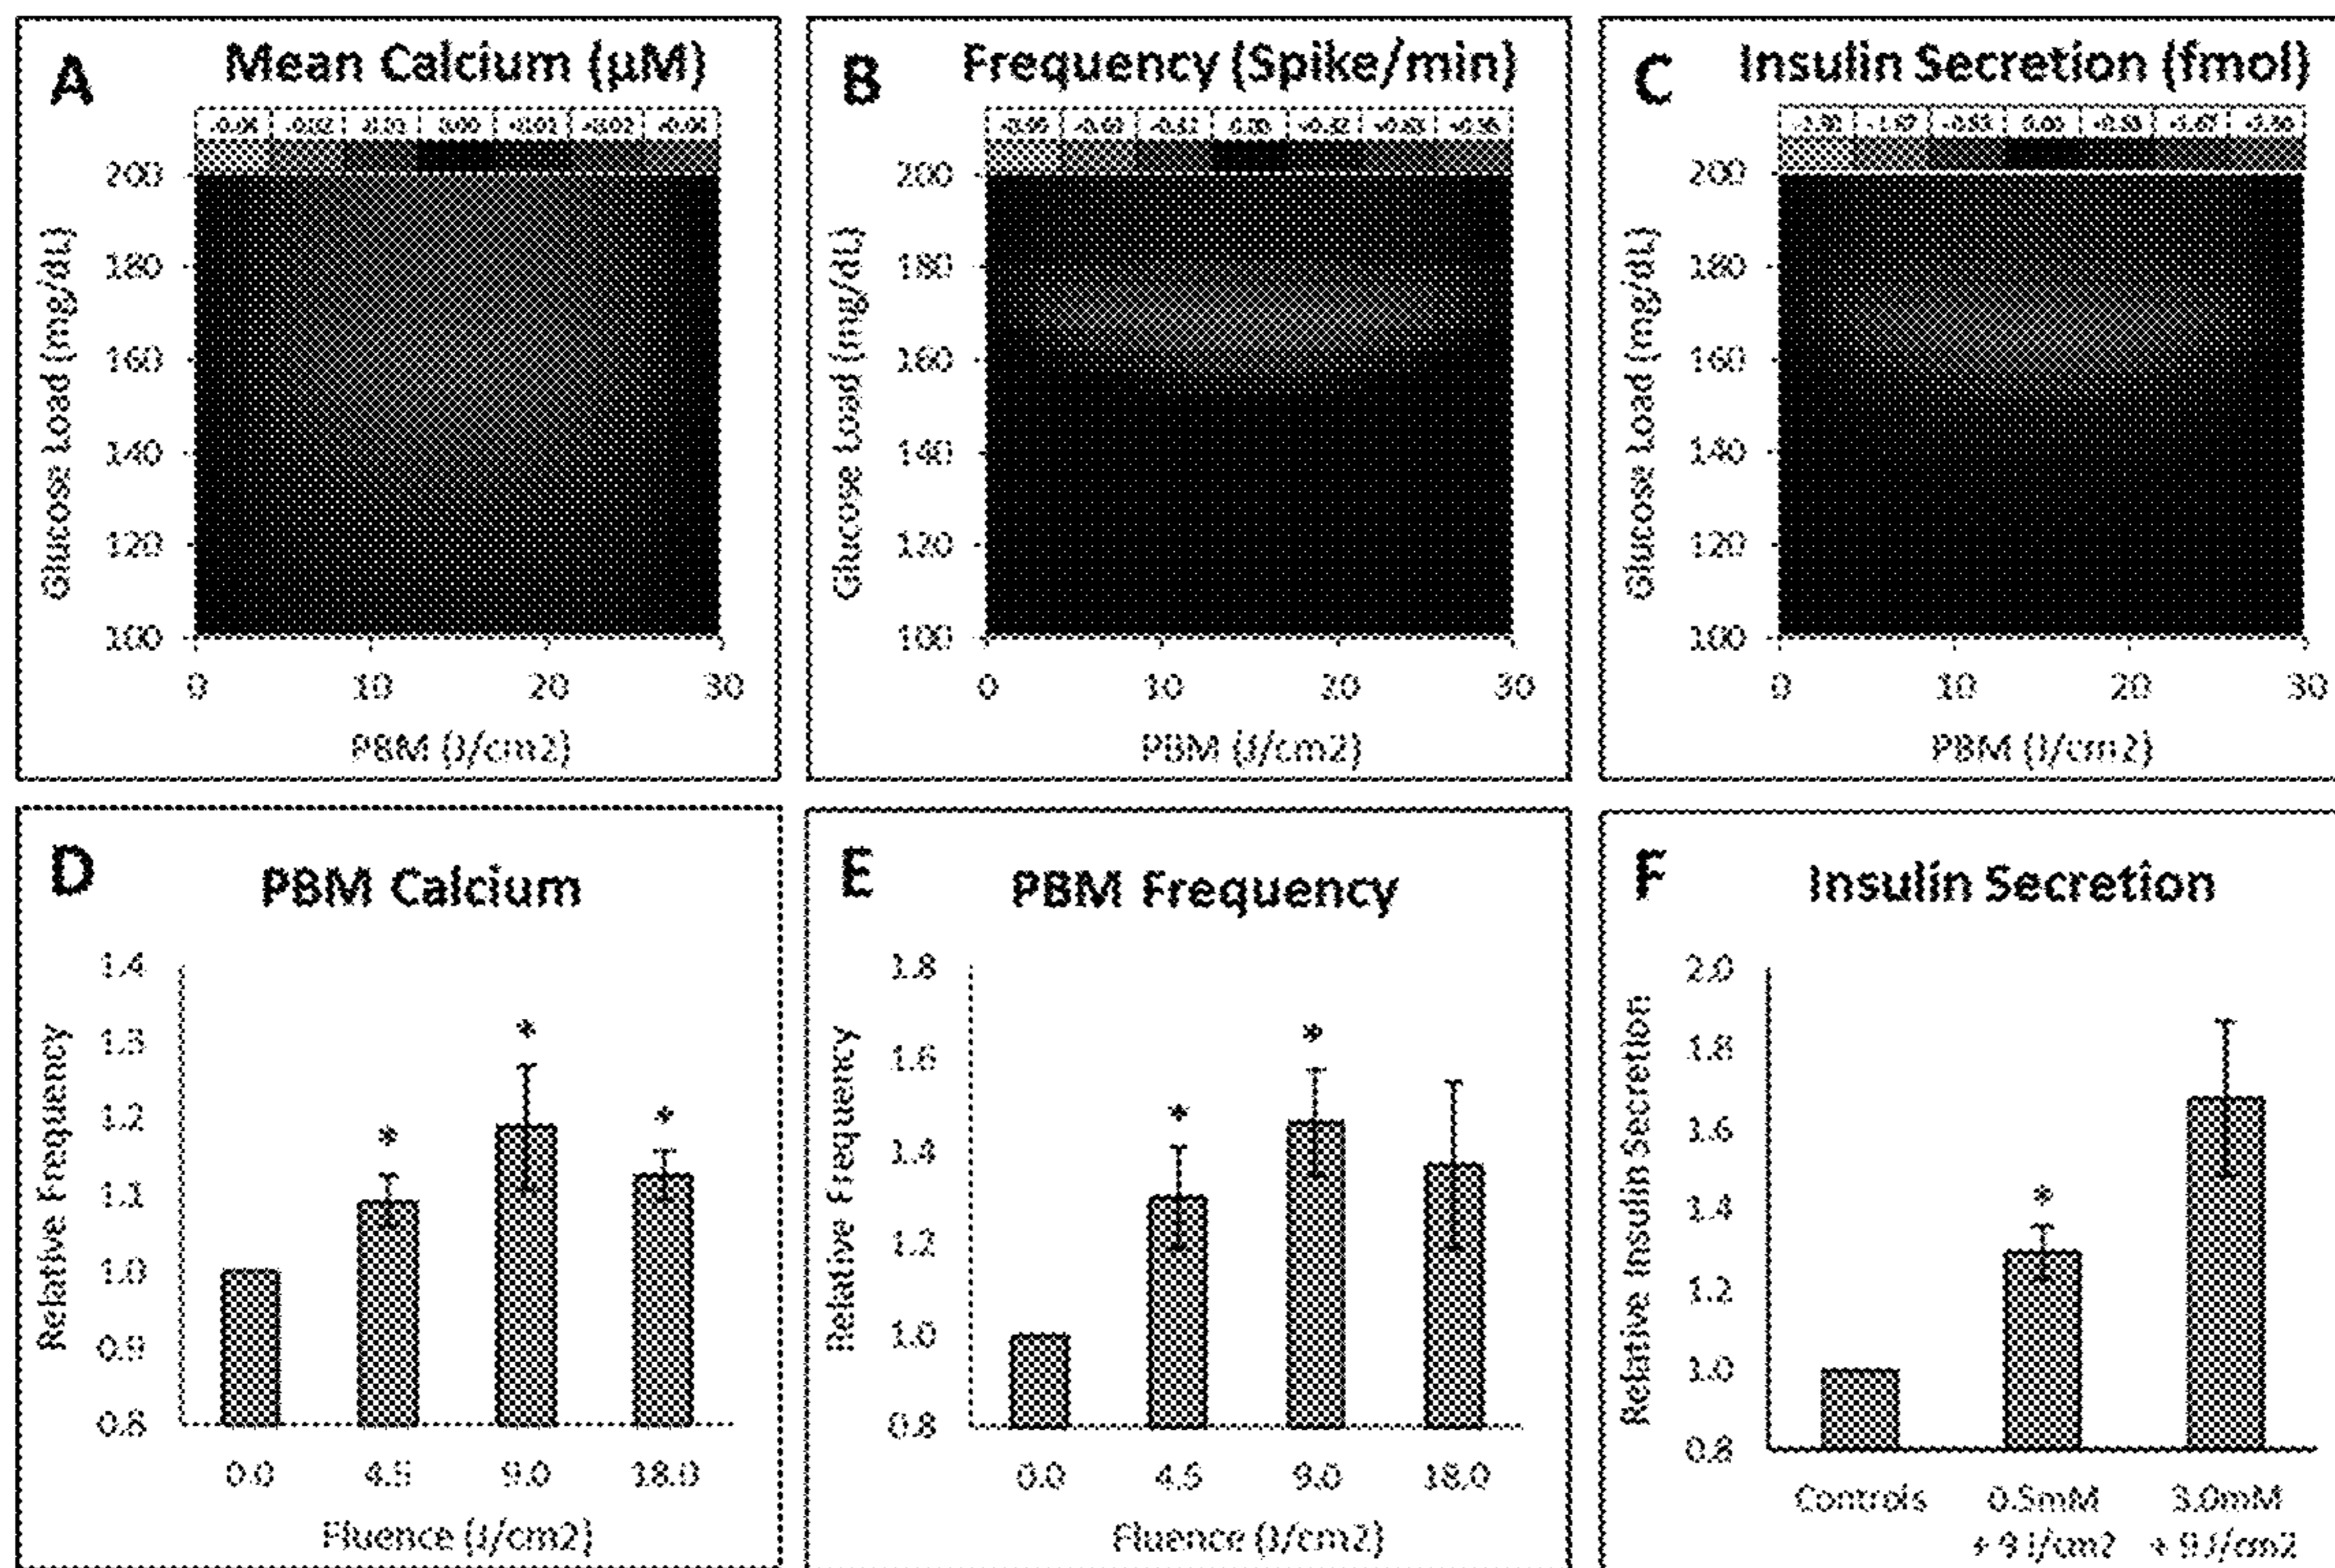 A
Mean Calcium (µM)
0.00
200
180
160
140
120
100
Glucose Load (mg/dL)
0
10
20
30
PBM (J/cm2)
B
Frequency (Spike/min)
200
180
160
140
120
100
Glucose Load (mg/dL)
0
10
20
30
PBM (J/cm2)
C
Insulin Secretion (fmol)
0.00
200
180
160
140
120
100
Glucose Load (mg/dL)
0
10
20
30
PBM (J/cm2)
D
PBM Calcium
1.4
1.3
1.2
1.1
1.0
0.9
0.8
Relative Frequency
*
*
*
0.0
4.5
9.0
18.0
Fluence (J/cm2)
E
PBM Frequency
1.8
1.6
1.4
1.2
1.0
0.8
Relative Frequency
*
*
0.0
4.5
9.0
18.0
Fluence (J/cm2)
F
Insulin Secretion
2.0
1.8
1.6
1.4
1.2
1.0
0.8
Relative Insulin Secretion
*
Controls
0.5mM
+ 9 J/cm2
3.0mM
+ 9 J/cm2